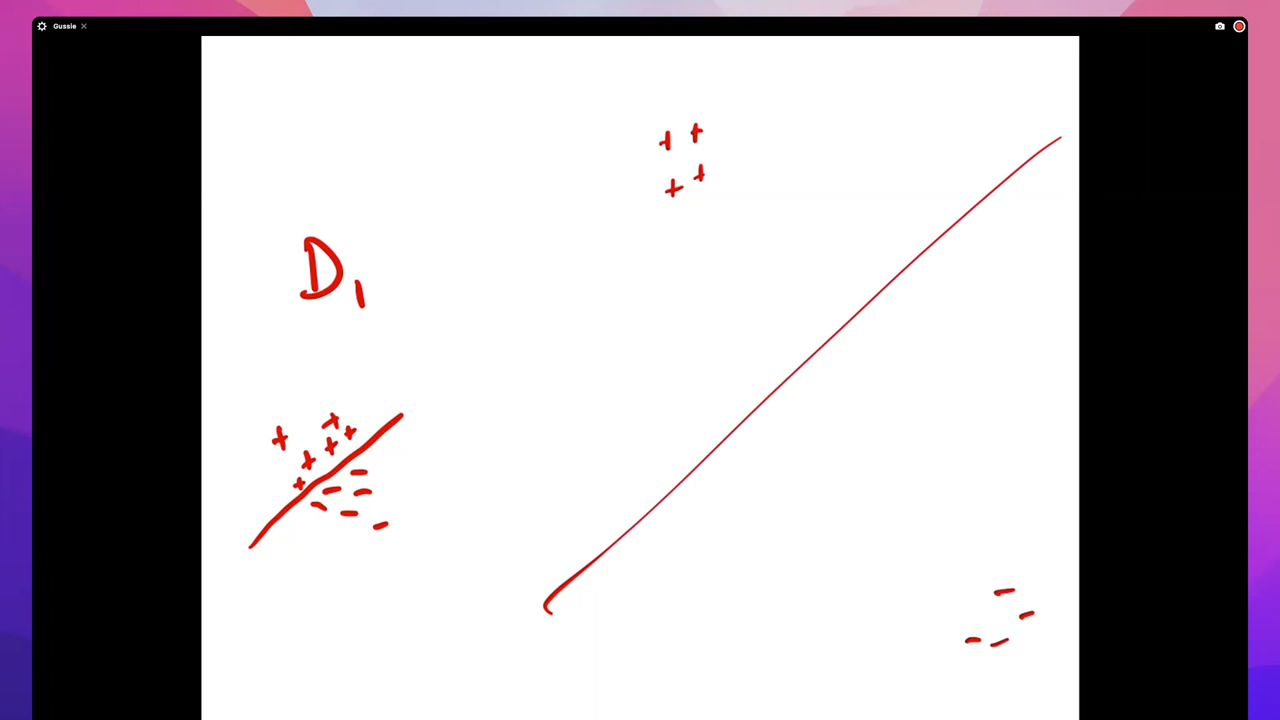 Gussie
D1
+ +
+ +
+ + + + + +
- - - - - -
- - - -